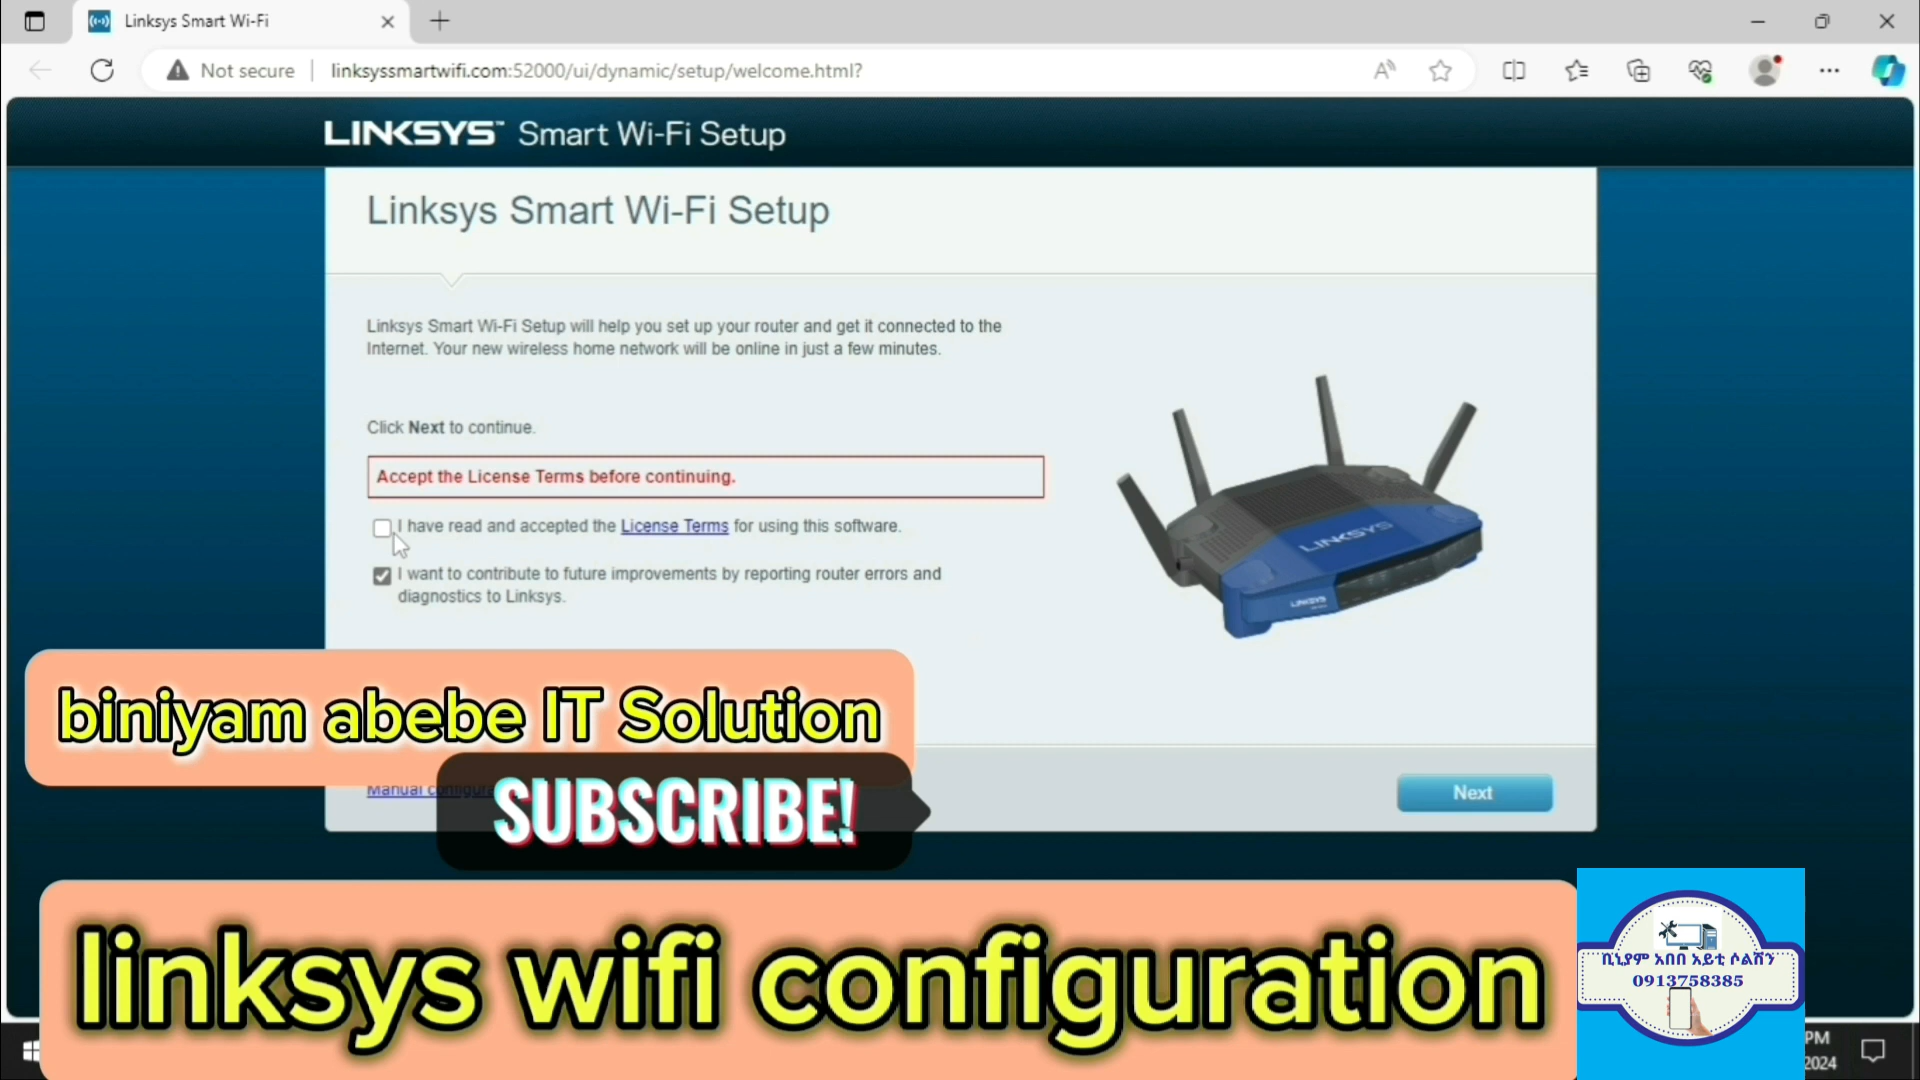 Linksys Smart Wi-Fi
Not secure
linksyssmartwifi.com:52000/ui/dynamic/setup/welcome.html?
LINKSYS™ Smart Wi-Fi Setup
Linksys Smart Wi-Fi Setup
Linksys Smart Wi-Fi Setup will help you set up your router and get it connected to the
Internet. Your new wireless home network will be online in just a few minutes.
Click Next to continue.
Accept the License Terms before continuing.
I have read and accepted the License Terms for using this software.
I want to contribute to future improvements by reporting router errors and
diagnostics to Linksys.
LINKSYS
LINKSYS
biniyam abebe IT Solution
Manual
SUBSCRIBE!
Next
linksys wifi configuration
ቢኒያም አበበ አይቲ ሶልሽን
0913758385
PM
2024